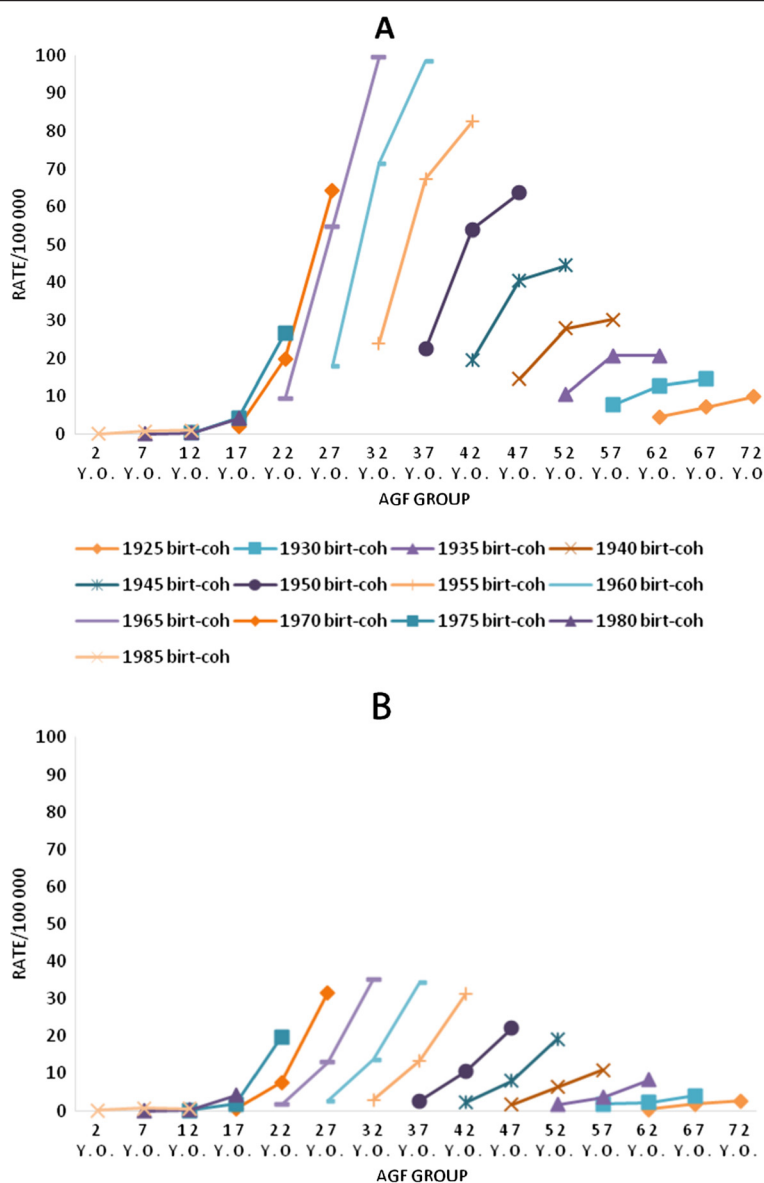 A
100
90
80
70
60
50
40
30
20
10
0
RATE/100 000
2 7 12 17 22 27 32 37 42 47 52 57 62 67 72
Y.O. Y.O. Y.O. Y.O. Y.O. Y.O. Y.O. Y.O. Y.O. Y.O. Y.O. Y.O. Y.O. Y.O. Y.O.
AGF GROUP
1925 birt-coh 1930 birt-coh 1935 birt-coh 1940 birt-coh
1945 birt-coh 1950 birt-coh 1955 birt-coh 1960 birt-coh
1965 birt-coh 1970 birt-coh 1975 birt-coh 1980 birt-coh
1985 birt-coh
B
100
90
80
70
60
50
40
30
20
10
0
RATE/100 000
2 7 12 17 22 27 32 37 42 47 52 57 62 67 72
Y.O. Y.O. Y.O. Y.O. Y.O. Y.O. Y.O. Y.O. Y.O. Y.O. Y.O. Y.O. Y.O. Y.O. Y.O.
AGF GROUP